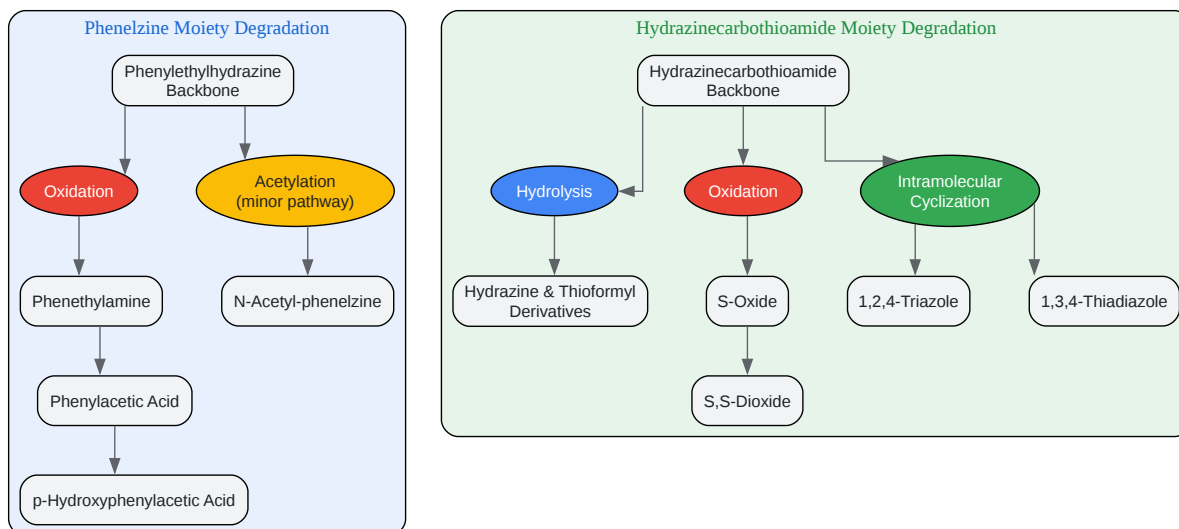 Phenelzine Moiety Degradation
Phenylethylhydrazine
Backbone
Oxidation
Acetylation
(minor pathway)
Phenethylamine
N-Acetyl-phenelzine
Phenylacetic Acid
p-Hydroxyphenylacetic Acid
Hydrazinecarbothioamide Moiety Degradation
Hydrazinecarbothioamide
Backbone
Hydrolysis
Oxidation
Intramolecular
Cyclization
Hydrazine & Thioformyl
Derivatives
S-Oxide
1,2,4-Triazole
1,3,4-Thiadiazole
S,S-Dioxide